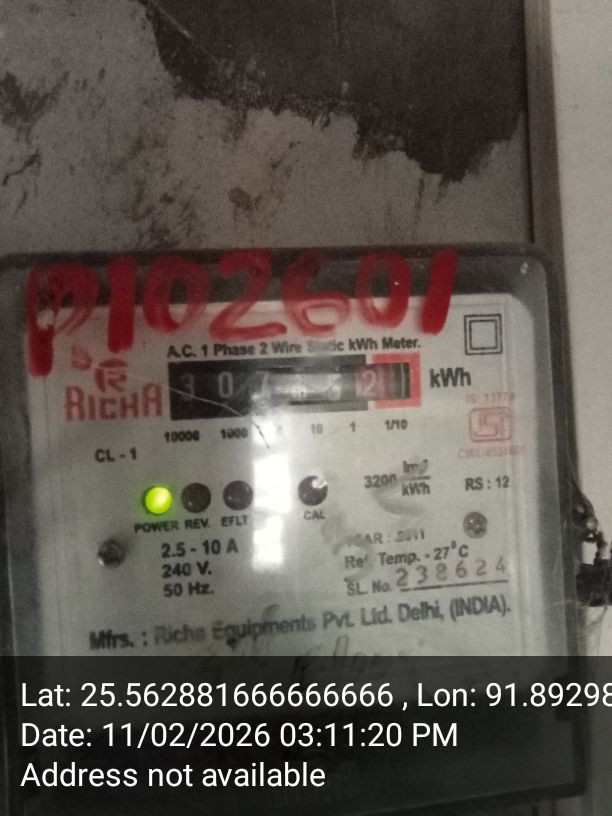 P102601
A.C. 1 Phase 2 Wire Static kWh Meter.
R
RICHA
kWh
10000 1000 10 1 1/10
CL - 1
3200 Imp/kWh
RS : 12
POWER REV. EFLT CAL
2.5 - 10 A
240 V.
50 Hz.
Ref. Temp. - 27°C
SL. No. 238624
Mfrs. : Richa Equipments Pvt. Ltd. Delhi, (INDIA).
Lat: 25.562881666666666 , Lon: 91.89298
Date: 11/02/2026 03:11:20 PM
Address not available